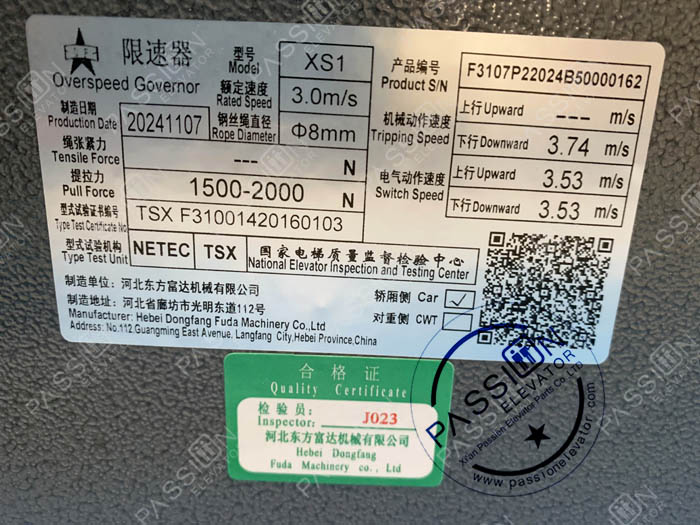 限速器
Overspeed Governor
型号
Model
XS1
额定速度
Rated Speed
3.0m/s
制造日期
Production Date
20241107
钢丝绳直径
Rope Diameter
Φ8mm
绳张紧力
Tensile Force
---
N
提拉力
Pull Force
1500-2000
N
型式试验证书编号
Type Test Certificate No
TSX F31001420160103
型式试验机构
Type Test Unit
NETEC
TSX
国家电梯质量监督检验中心
National Elevator Inspection and Testing Center
产品编号
Product S/N
F3107P22024B50000162
机械动作速度
Tripping Speed
上行 Upward --- m/s
下行 Downward 3.74 m/s
电气动作速度
Switch Speed
上行 Upward 3.53 m/s
下行 Downward 3.53 m/s
制造单位：河北东方富达机械有限公司
制造地址：河北省廊坊市光明东道112号
Manufacturer: Hebei Dongfang Fuda Machinery Co.,Ltd
Address: No.112 Guangming East Avenue, Langfang City,Hebei Province,China
轿厢侧 Car
对重侧 CWT
合格证
Quality Certificate
检验员：
Inspector: J023
河北东方富达机械有限公司
Hebei Dongfang
Fuda Machinery co., Ltd
PASSION
ELEVATOR
Xi'an Passion Elevator Parts Co.,Ltd
www.passionelevator.com